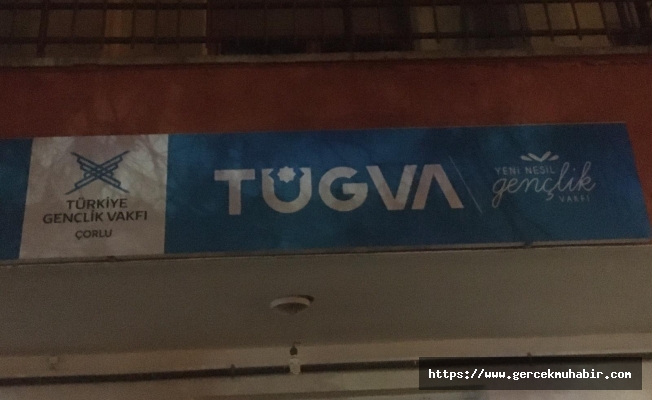 TÜRKİYE
GENÇLİK VAKFI
ÇORLU
TÜGVA
YENİ NESİL
gençlik
VAKFI
https://www.gercekmuhabir.com